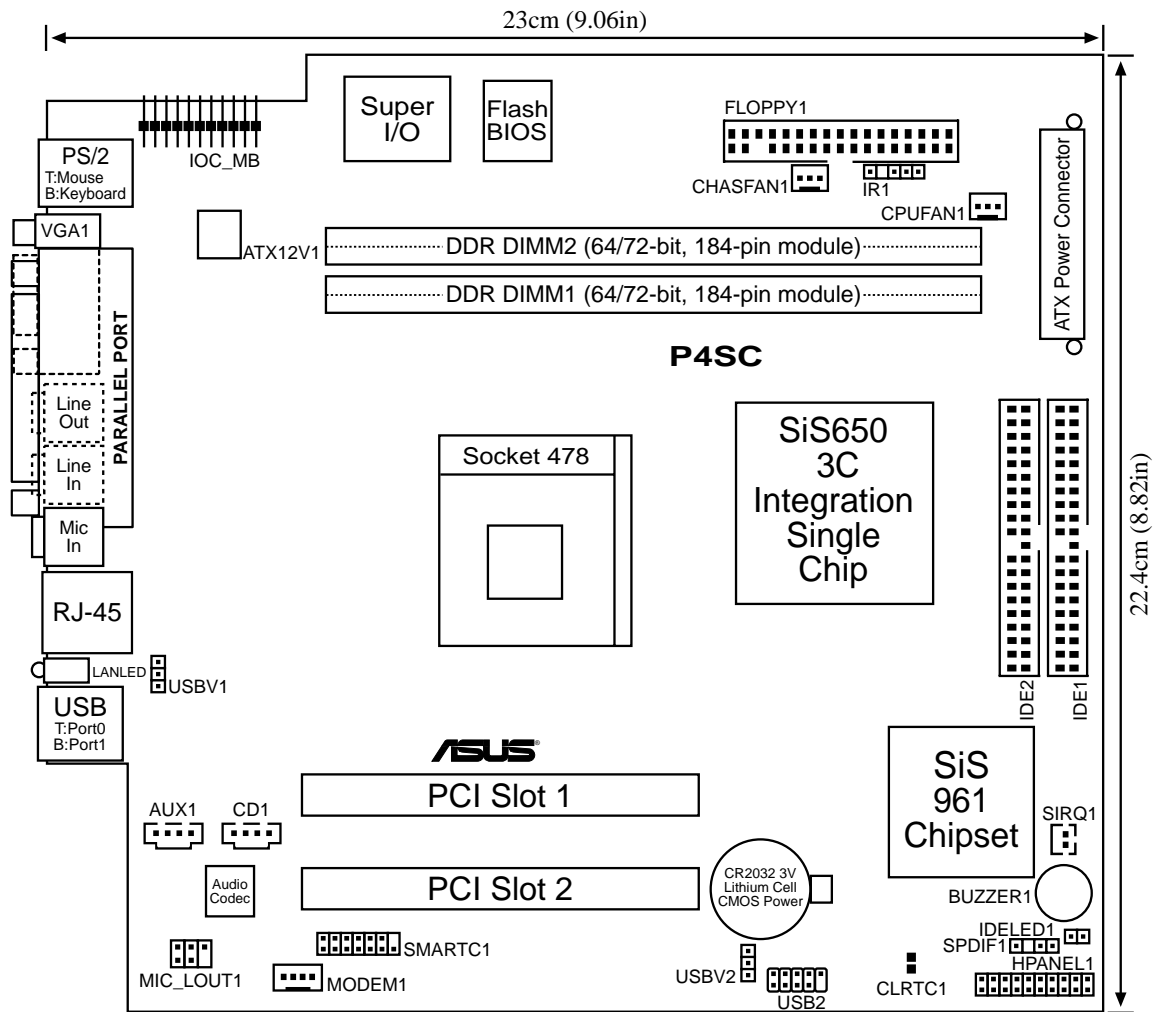 23cm (9.06in)
Super
I/O
Flash
BIOS
FLOPPY1
PS/2
T:Mouse
B:Keyboard
IOC_MB
CHASFAN1
IR1
CPUFAN1
ATX Power Connector
VGA1
ATX12V1
DDR DIMM2 (64/72-bit, 184-pin module)
DDR DIMM1 (64/72-bit, 184-pin module)
P4SC
PARALLEL PORT
Line
Out
Line
In
Mic
In
Socket 478
SiS650
3C
Integration
Single
Chip
22.4cm (8.82in)
RJ-45
LANLED
USBV1
IDE2
IDE1
USB
T:Port0
B:Port1
ASUS®
SiS
961
Chipset
PCI Slot 1
AUX1
CD1
SIRQ1
Audio
Codec
PCI Slot 2
CR2032 3V
Lithium Cell
CMOS Power
BUZZER1
IDELED1
SPDIF1
HPANEL1
SMARTC1
MIC_LOUT1
MODEM1
USBV2
USB2
CLRTC1